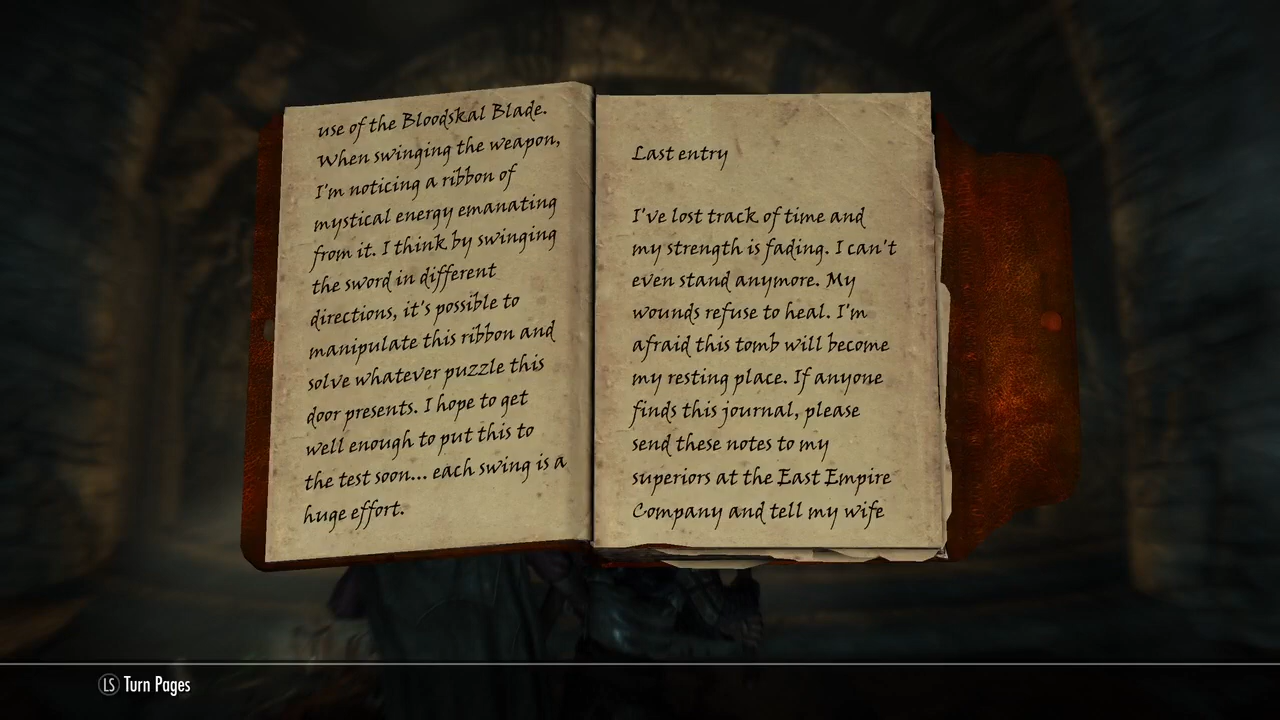 use of the Bloodskal Blade.
When swinging the weapon,
I'm noticing a ribbon of
mystical energy emanating
from it. I think by swinging
the sword in different
directions, it's possible to
manipulate this ribbon and
solve whatever puzzle this
door presents. I hope to get
well enough to put this to
the test soon... each swing is a
huge effort.
Last entry
I've lost track of time and
my strength is fading. I can't
even stand anymore. My
wounds refuse to heal. I'm
afraid this tomb will become
my resting place. If anyone
finds this journal, please
send these notes to my
superiors at the East Empire
Company and tell my wife
LS Turn Pages